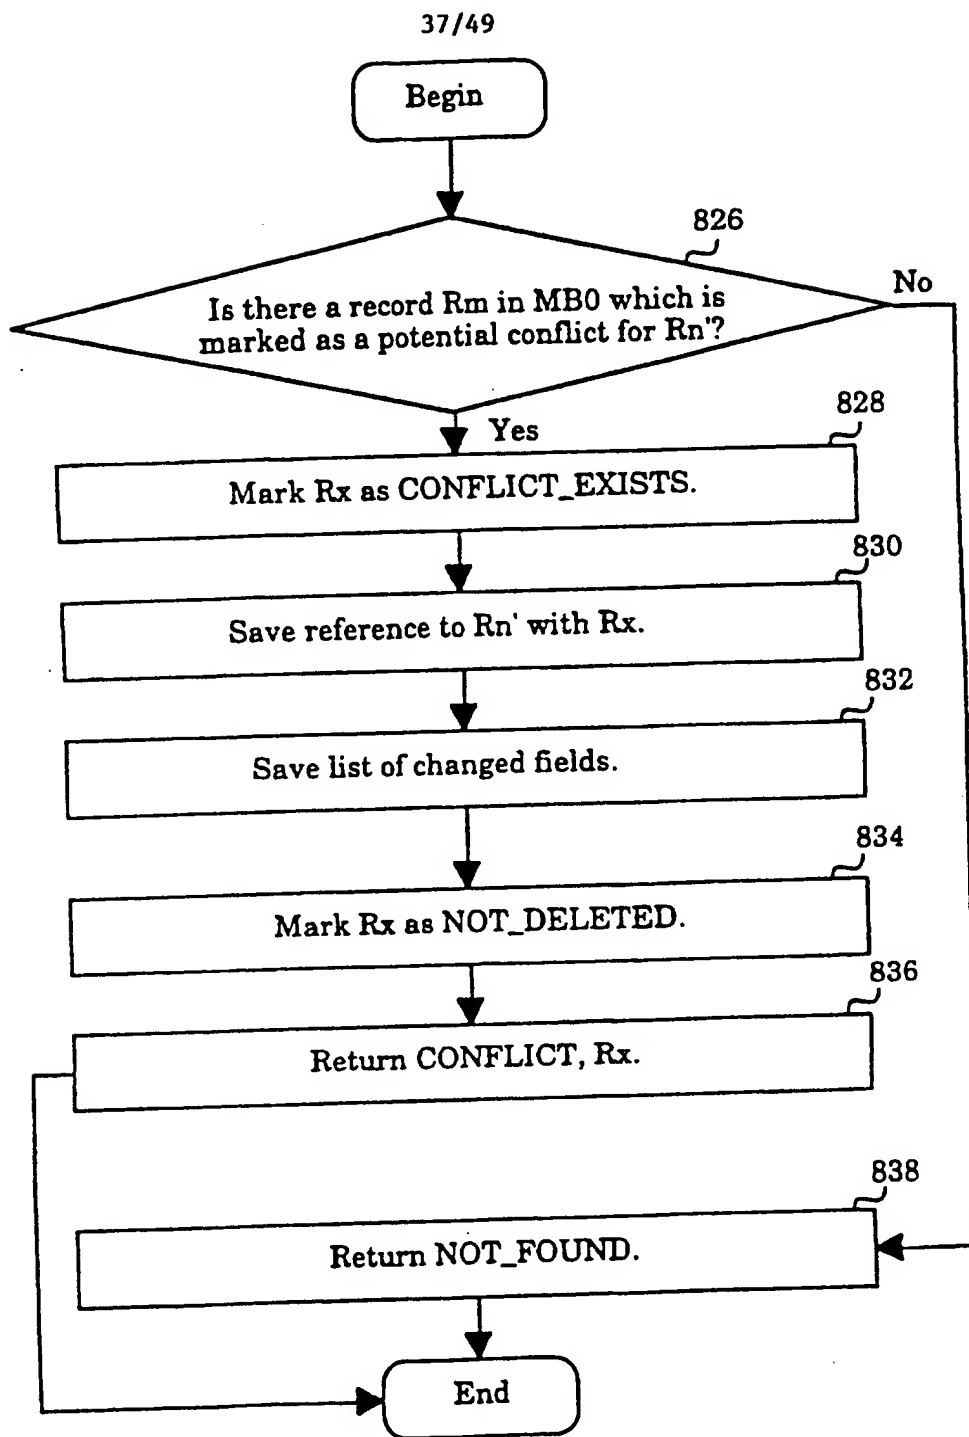 37/49
Begin
826
No
Is there a record Rm in MB0 which is
marked as a potential conflict for Rn'?
Yes
828
Mark Rx as CONFLICT_EXISTS.
830
Save reference to Rn' with Rx.
832
Save list of changed fields.
834
Mark Rx as NOT_DELETED.
836
Return CONFLICT, Rx.
838
Return NOT_FOUND.
End